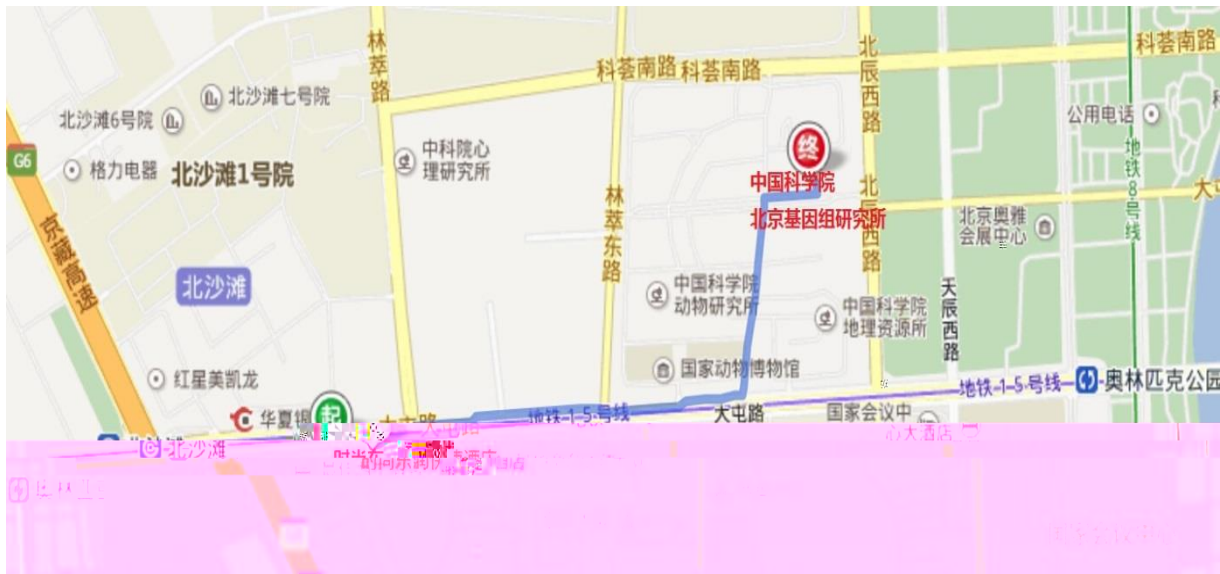 林萃路
科荟南路
科荟南路
北辰西路
科荟南路
北沙滩七号院
北沙滩6号院
公用电话
G6
格力电器
北沙滩1号院
中科院心
理研究所
终
地铁8号线
中国科学院
北京基因组研究所
北辰西路
大
林萃东路
北京奥雅
会展中心
京藏高速
北沙滩
中国科学院
动物研究所
天辰西路
中国科学院
地理资源所
国家动物博物馆
红星美凯龙
地铁15号线
奥林匹克公园
起
华夏银
大屯路
地铁15号线
大屯路
国家会议中
心大酒店
北沙滩